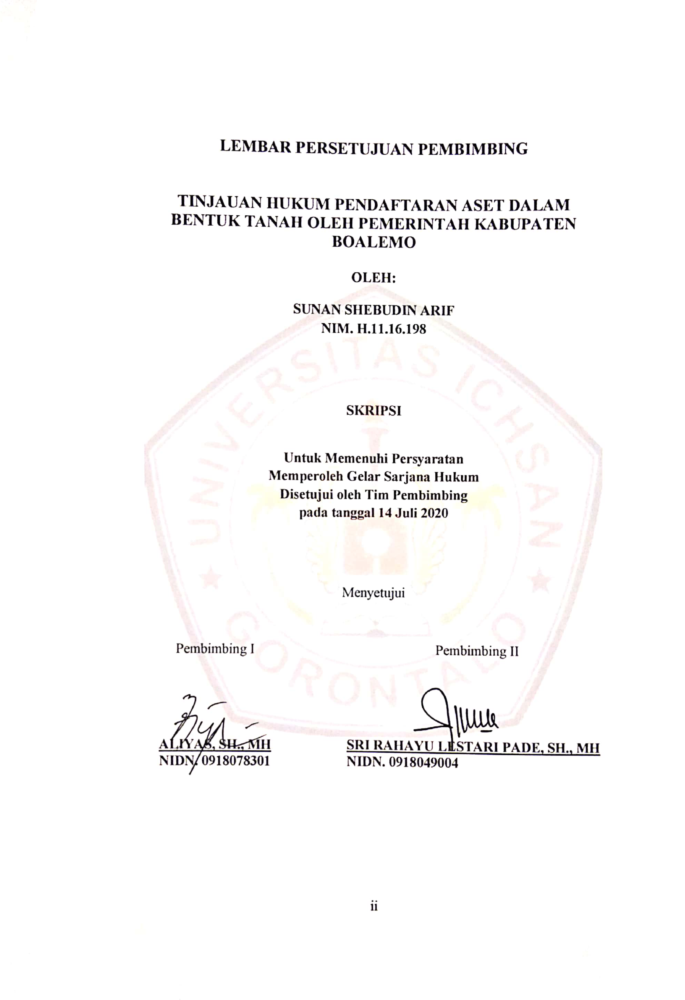 LEMBAR PERSETUJUAN PEMBIMBING
TINJAUAN HUKUM PENDAFTARAN ASET DALAM
BENTUK TANAH OLEH PEMERINTAH KABUPATEN
BOALEMO
OLEH:
SUNAN SHEBUDIN ARIF
NIM. H.11.16.198
UNIVERSITAS ICHSAN
GORONTALO
SKRIPSI
Untuk Memenuhi Persyaratan
Memperoleh Gelar Sarjana Hukum
Disetujui oleh Tim Pembimbing
pada tanggal 14 Juli 2020
Menyetujui
Pembimbing I
Pembimbing II
ALIYAS, SH., MH
NIDN. 0918078301
SRI RAHAYU LESTARI PADE, SH., MH
NIDN. 0918049004
ii